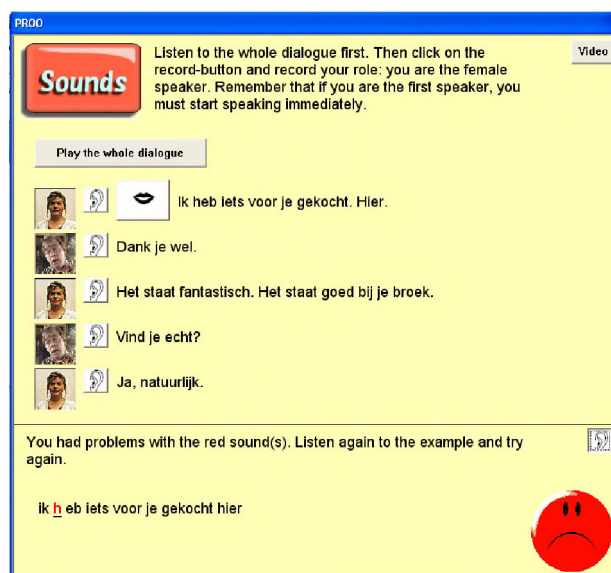 PROO
Listen to the whole dialogue first. Then click on the
record-button and record your role: you are the female
speaker. Remember that if you are the first speaker, you
must start speaking immediately.
Video
Sounds
Play the whole dialogue
Ik heb iets voor je gekocht. Hier.
Dank je wel.
Het staat fantastisch. Het staat goed bij je broek.
Vind je echt?
Ja, natuurlijk.
You had problems with the red sound(s). Listen again to the example and try
again.
ik h eb iets voor je gekocht hier